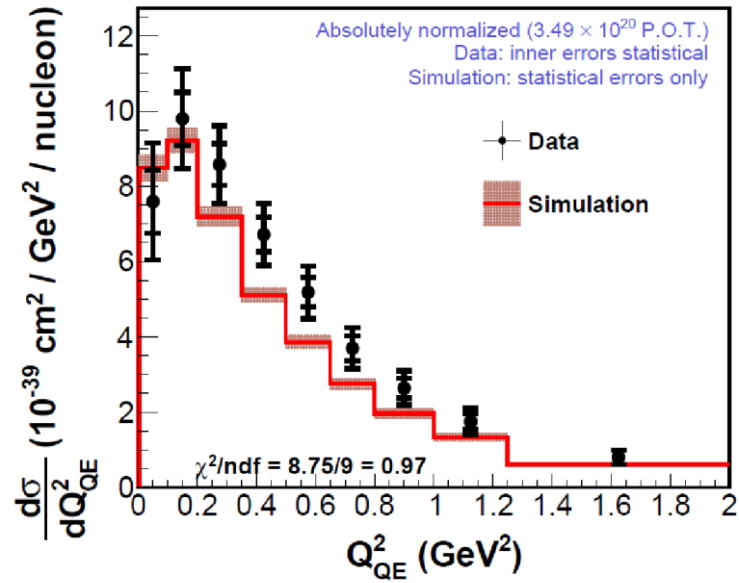 Absolutely normalized (3.49 × 10²⁰ P.O.T.)
Data: inner errors statistical
Simulation: statistical errors only
Data
Simulation
12
10
8
6
4
2
0
dσ/dQ²_QE (10⁻³⁹ cm² / GeV² / nucleon)
χ²/ndf = 8.75/9 = 0.97
0 0.2 0.4 0.6 0.8 1 1.2 1.4 1.6 1.8 2
Q²_QE (GeV²)